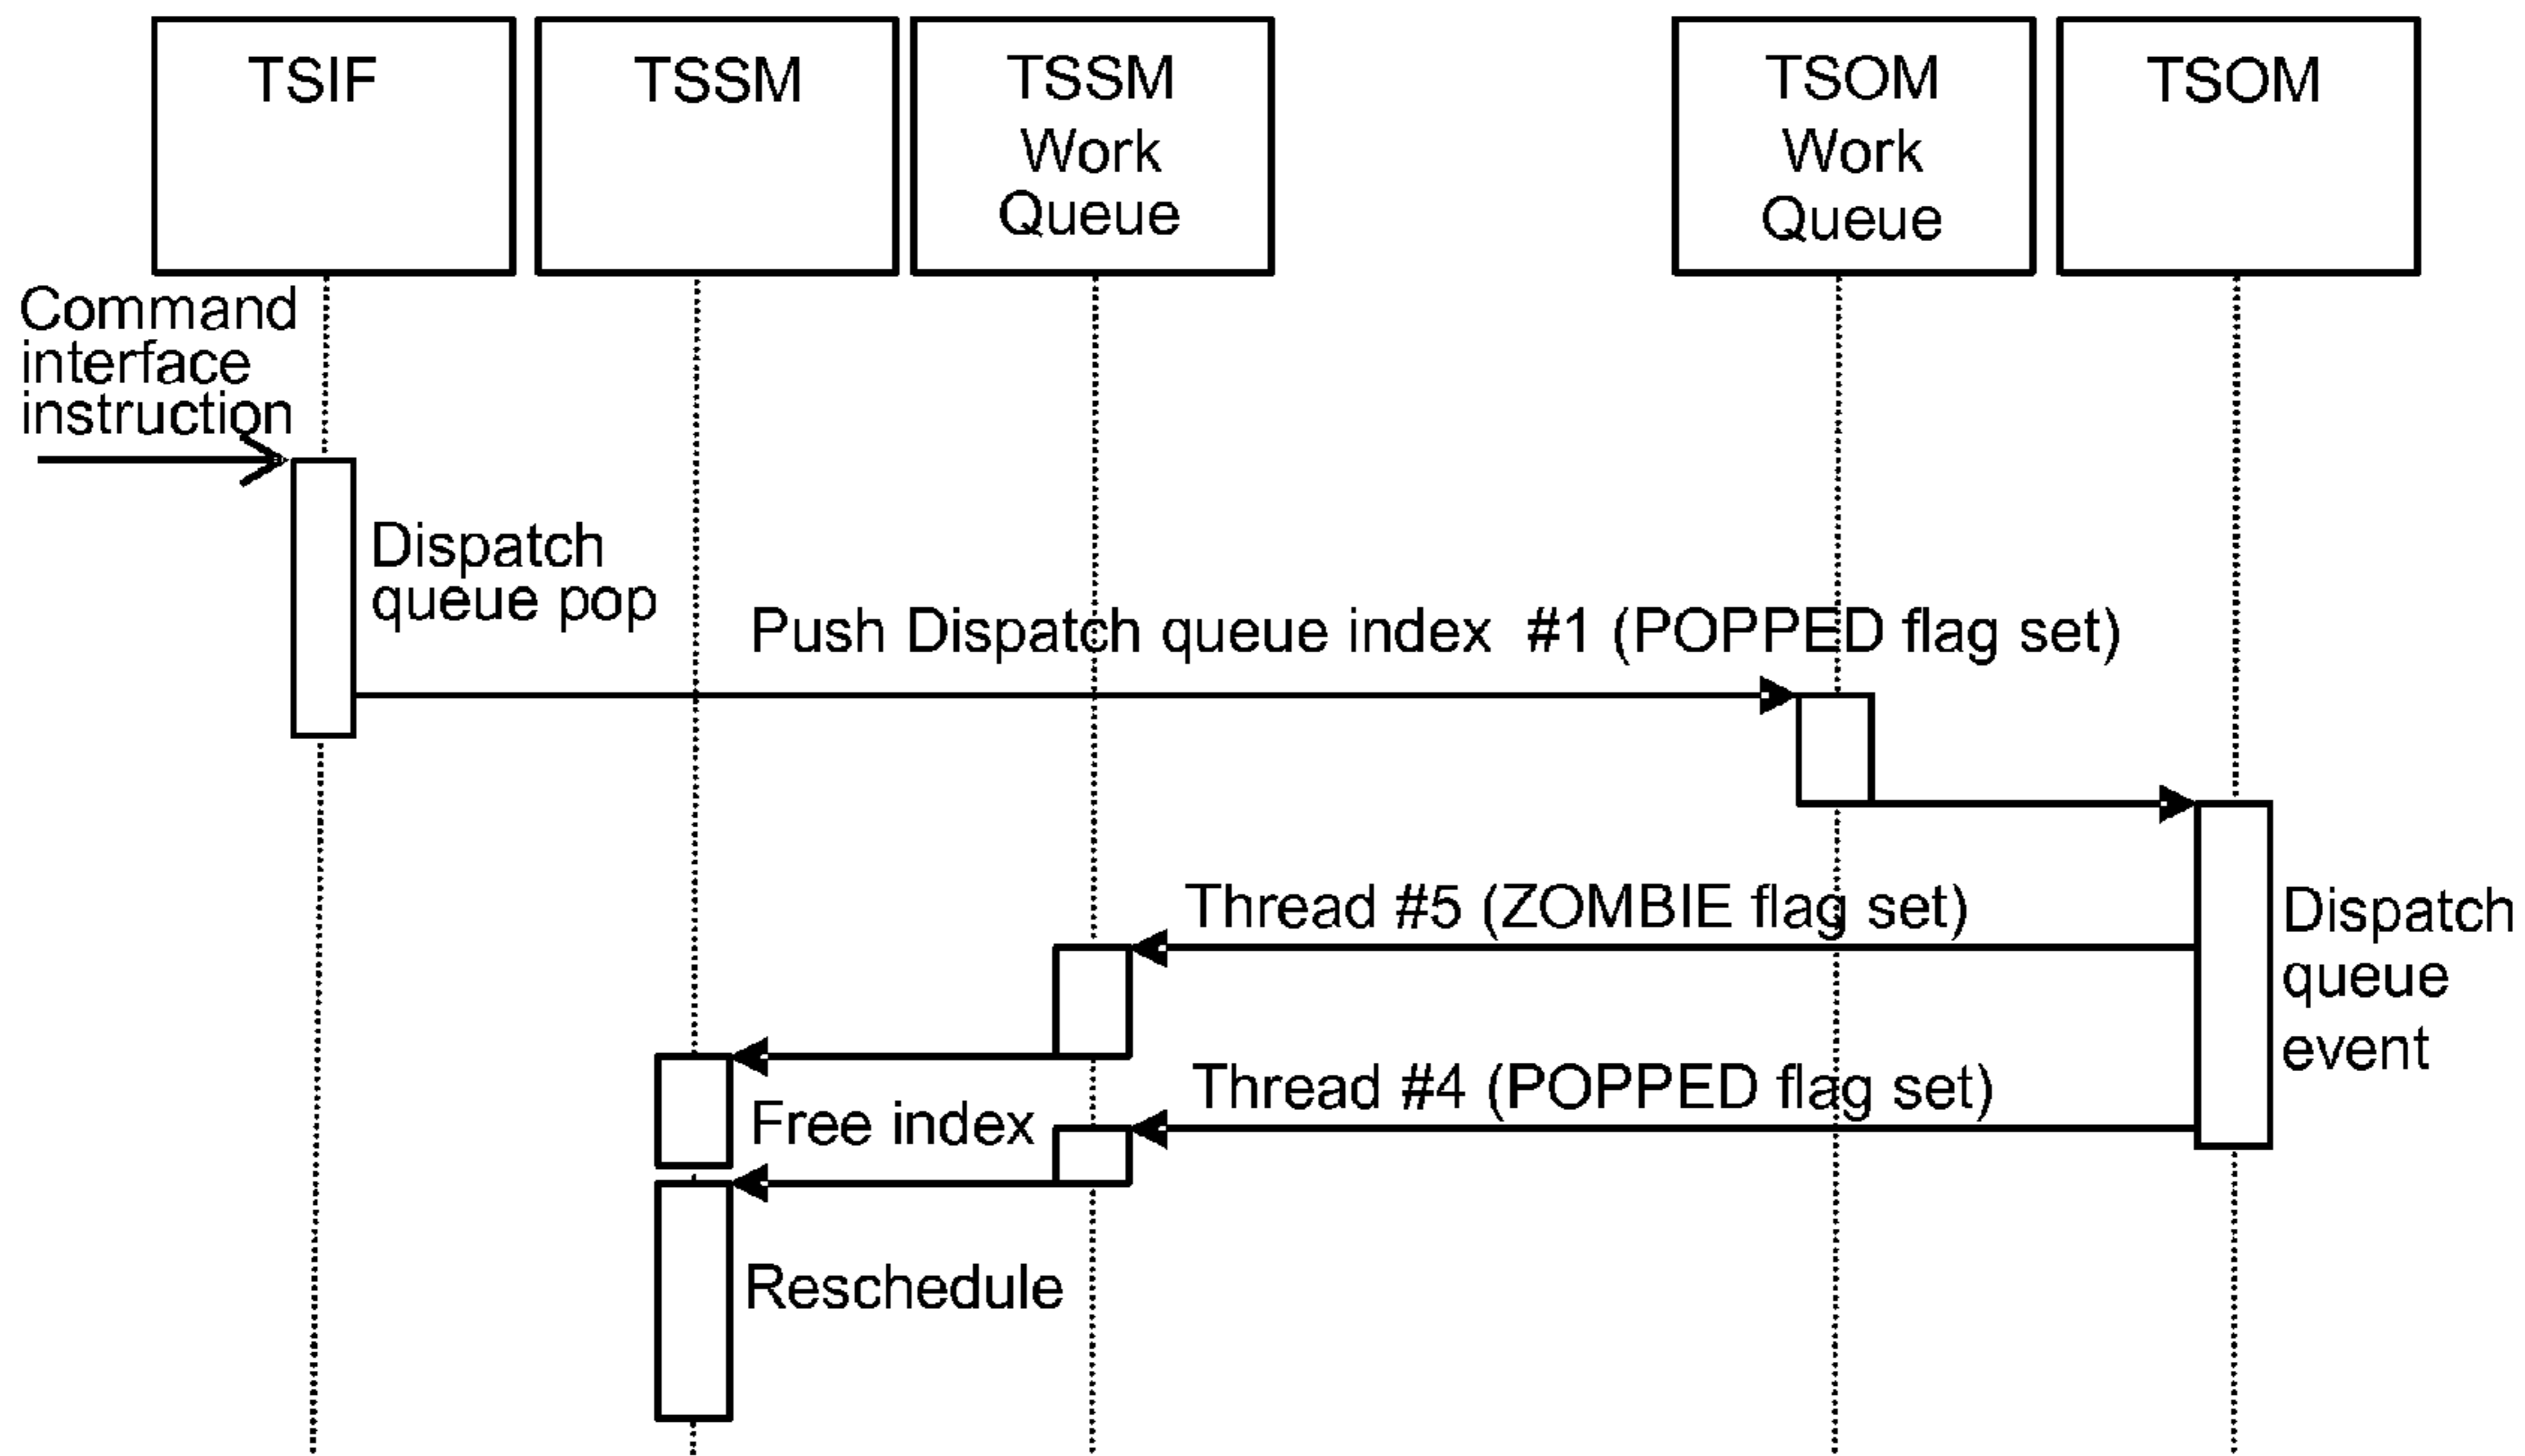 TSIF
TSSM
TSSM
Work
Queue
TSOM
Work
Queue
TSOM
Command
interface
instruction
Dispatch
queue pop
Push Dispatch queue index #1 (POPPED flag set)
Thread #5 (ZOMBIE flag set)
Dispatch
queue
event
Thread #4 (POPPED flag set)
Free index
Reschedule